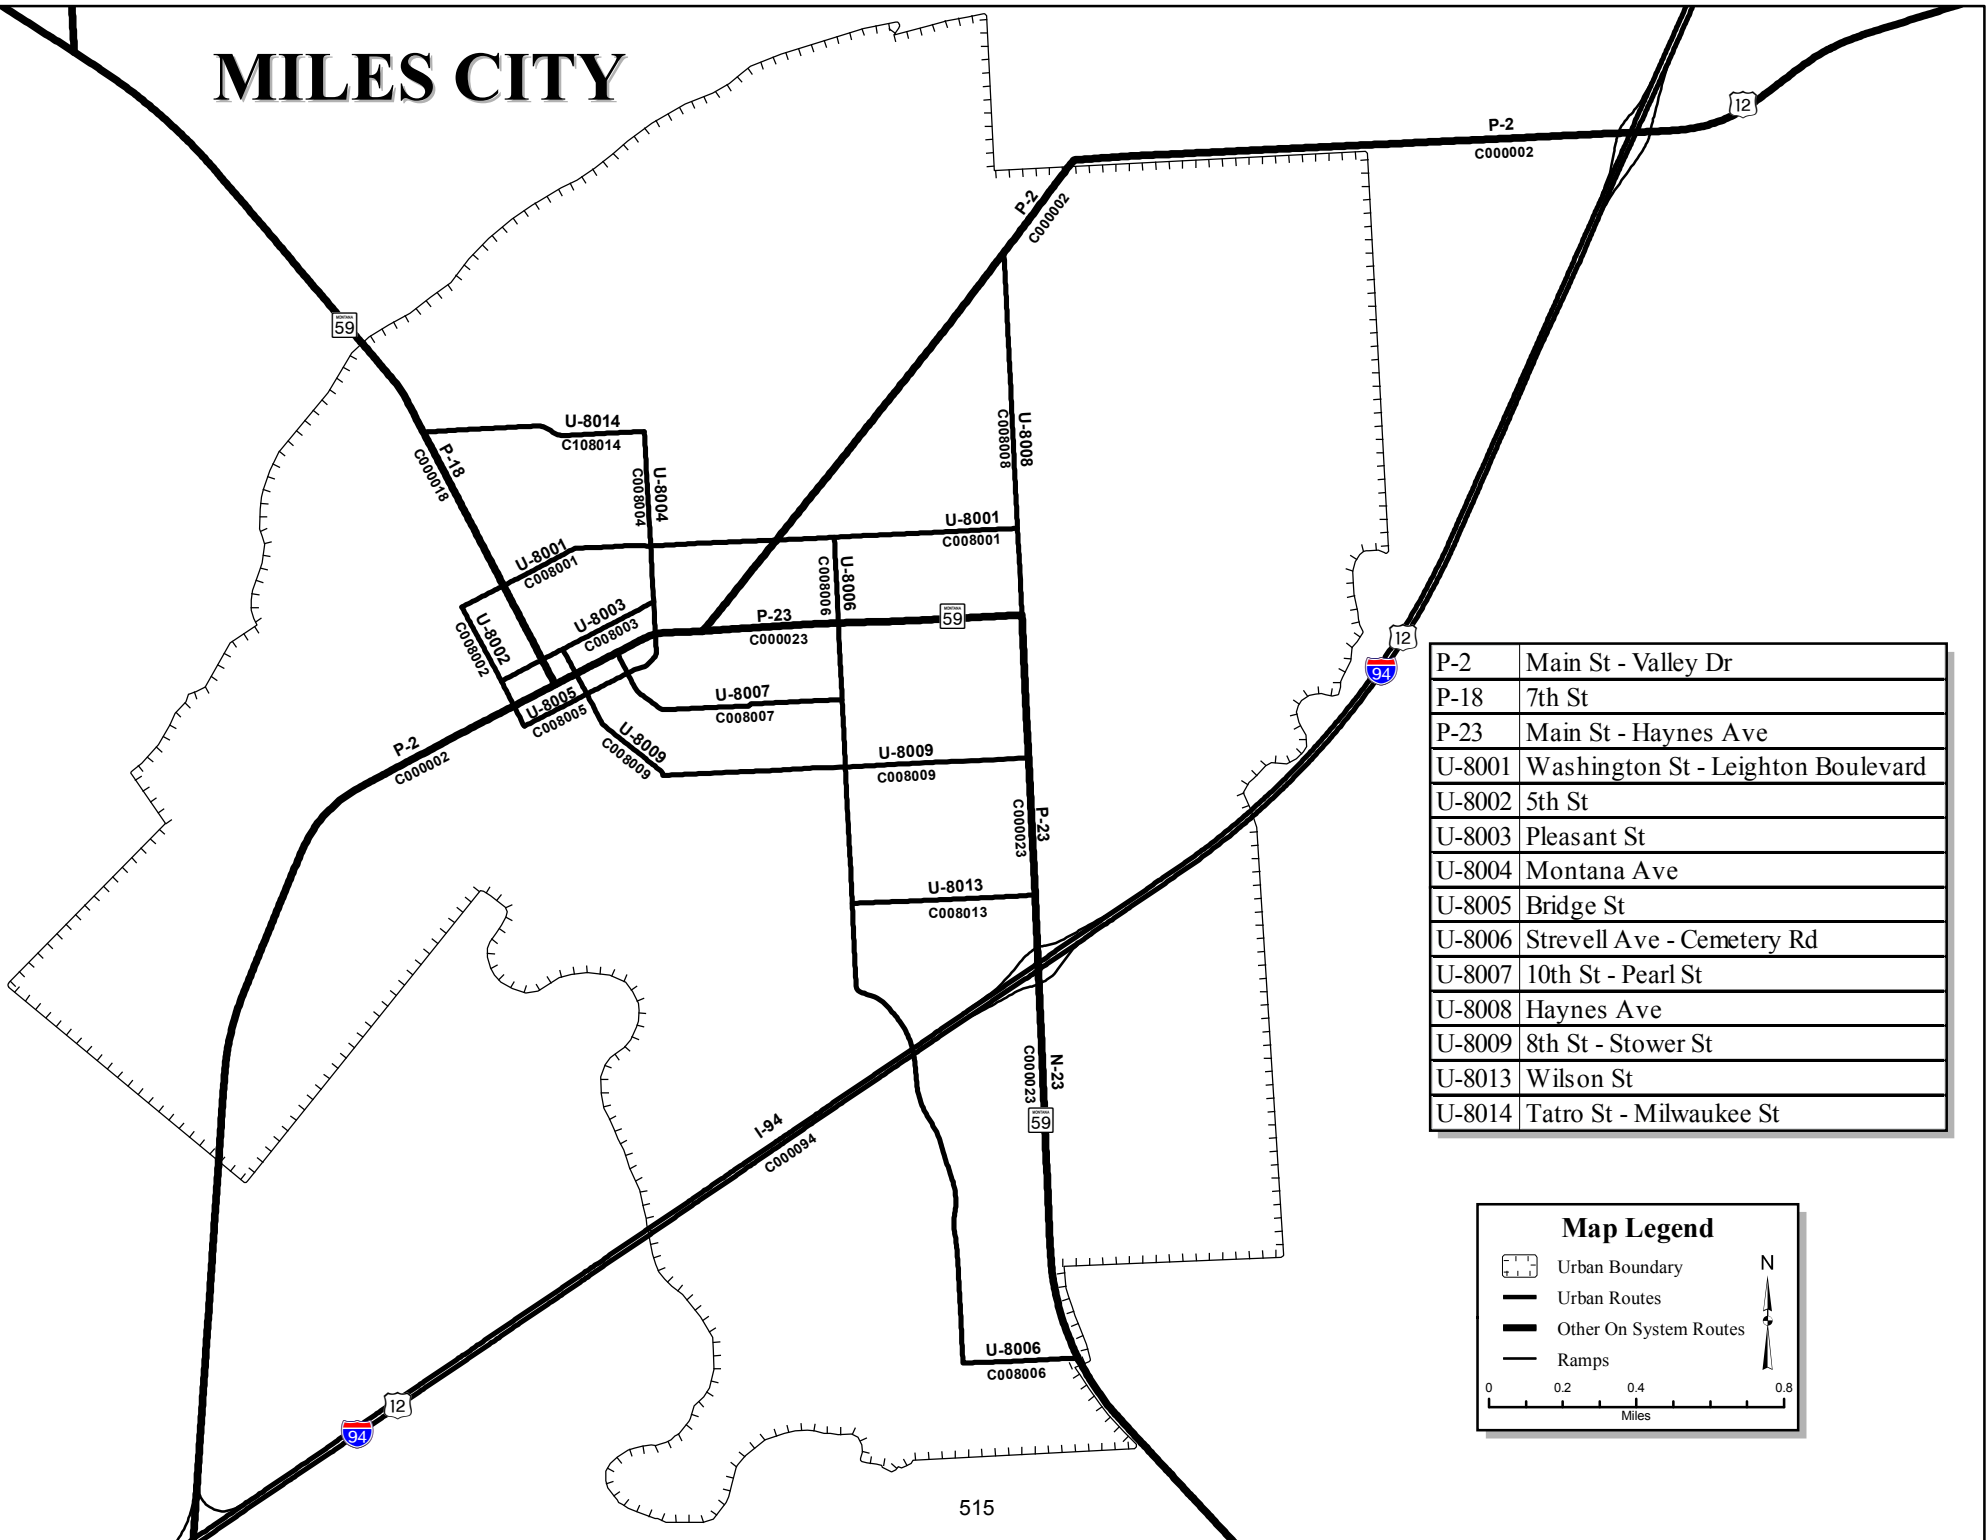 MILES CITY
12
P-2
C000002
P-2
C000002
MONTANA
59
U-8014
C108014
P-18
C000018
U-8004
C008004
U-8008
C008008
U-8001
C008001
U-8001
C008001
U-8006
C008006
U-8003
C008003
P-23
C000023
MONTANA
59
U-8002
C008002
12
94
U-8005
C008005
U-8007
C008007
P-2
C000002
U-8009
C008009
U-8009
C008009
P-23
C000023
U-8013
C008013
N-23
C000023
MONTANA
59
I-94
C000094
U-8006
C008006
12
94
515
P-2 Main St - Valley Dr
P-18 7th St
P-23 Main St - Haynes Ave
U-8001 Washington St - Leighton Boulevard
U-8002 5th St
U-8003 Pleasant St
U-8004 Montana Ave
U-8005 Bridge St
U-8006 Strevell Ave - Cemetery Rd
U-8007 10th St - Pearl St
U-8008 Haynes Ave
U-8009 8th St - Stower St
U-8013 Wilson St
U-8014 Tatro St - Milwaukee St
Map Legend
Urban Boundary
Urban Routes
Other On System Routes
Ramps
N
0 0.2 0.4 0.8
Miles